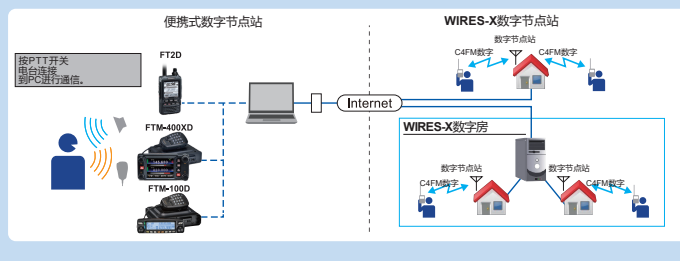 便携式数字节点站
WIRES-X数字节点站
FT2D
按PTT开关
电台连接
到PC进行通信。
数字节点站
C4FM数字
C4FM数字
Internet
FTM-400XD
WIRES-X数字房
数字节点站
数字节点站
C4FM数字
C4FM数字
FTM-100D